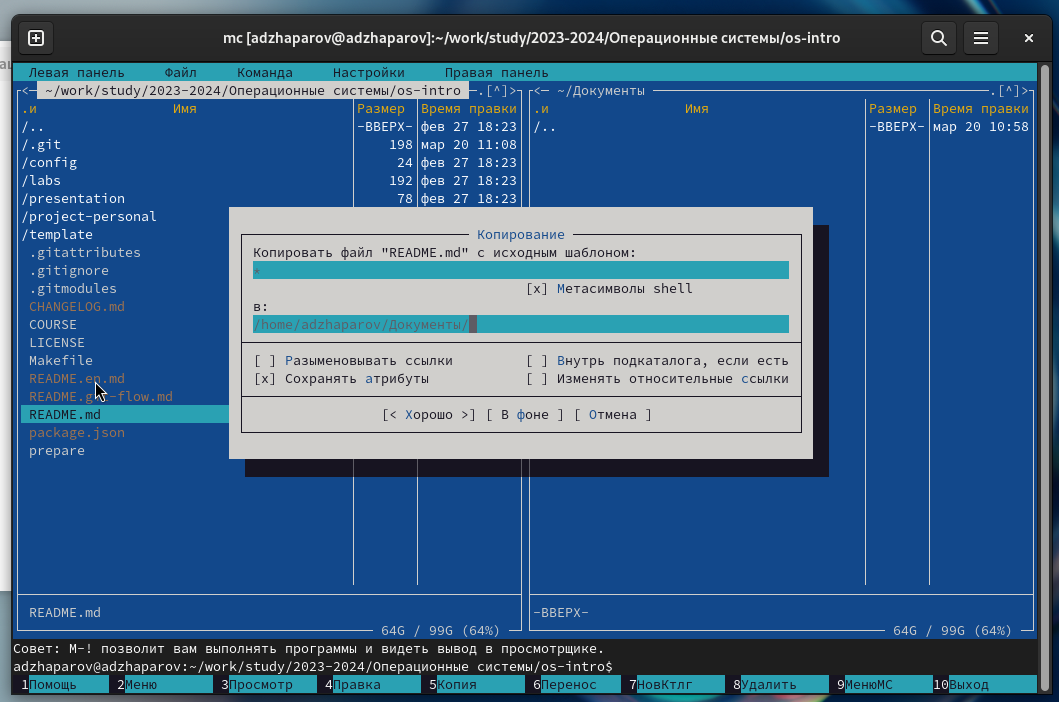 mc [adzhaparov@adzhaparov]:~/work/study/2023-2024/Операционные системы/os-intro
Левая панель Файл Команда Настройки Правая панель
<─ ~/work/study/2023-2024/Операционные системы/os-intro ─.[^]> <─ ~/Документы ─.[^]>
.и Имя Размер Время правки .и Имя Размер Время правки
/.. -ВВЕРХ- фев 27 18:23 /.. -ВВЕРХ- мар 20 10:58
/.git 198 мар 20 11:08
/config 24 фев 27 18:23
/labs 192 фев 27 18:23
/presentation 78 фев 27 18:23
/project-personal
/template
.gitattributes
.gitignore
.gitmodules
CHANGELOG.md
COURSE
LICENSE
Makefile
README.en.md
README.git-flow.md
README.md
package.json
prepare
Копирование
Копировать файл "README.md" с исходным шаблоном:
*
[x] Метасимволы shell
в:
/home/adzhaparov/Документы/
[ ] Разыменовывать ссылки [ ] Внутрь подкаталога, если есть
[x] Сохранять атрибуты [ ] Изменять относительные ссылки
[< Хорошо >] [ В фоне ] [ Отмена ]
README.md -ВВЕРХ-
64G / 99G (64%) 64G / 99G (64%)
Совет: M-! позволит вам выполнять программы и видеть вывод в просмотрщике.
adzhaparov@adzhaparov:~/work/study/2023-2024/Операционные системы/os-intro$
1Помощь 2Меню 3Просмотр 4Правка 5Копия 6Перенос 7НовКтлг 8Удалить 9МенюMC 10Выход